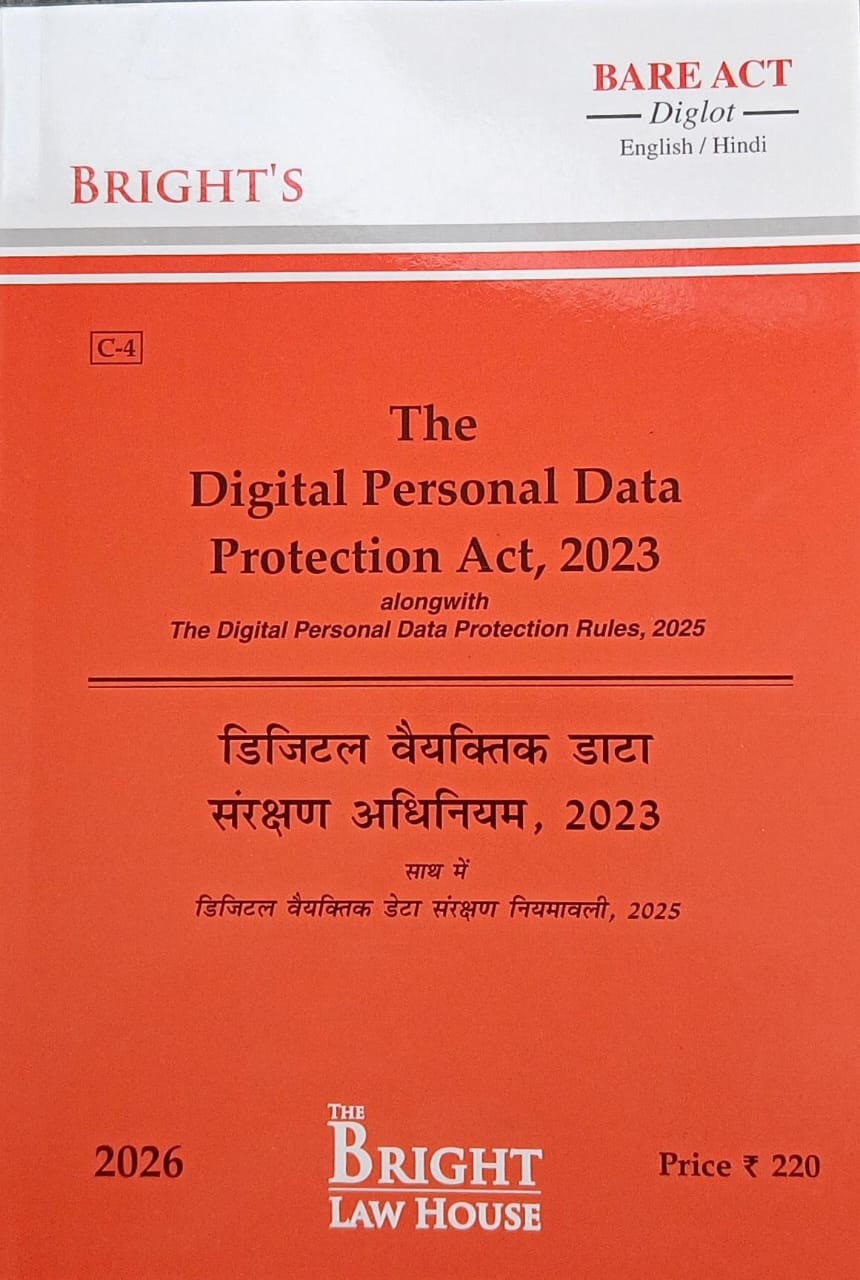 BARE ACT
Diglot
English / Hindi
BRIGHT'S
C-4
The
Digital Personal Data
Protection Act, 2023
alongwith
The Digital Personal Data Protection Rules, 2025
डिजिटल वैयक्तिक डाटा
संरक्षण अधिनियम, 2023
साथ में
डिजिटल वैयक्तिक डेटा संरक्षण नियमावली, 2025
2026
THE
BRIGHT
LAW HOUSE
Price ₹ 220